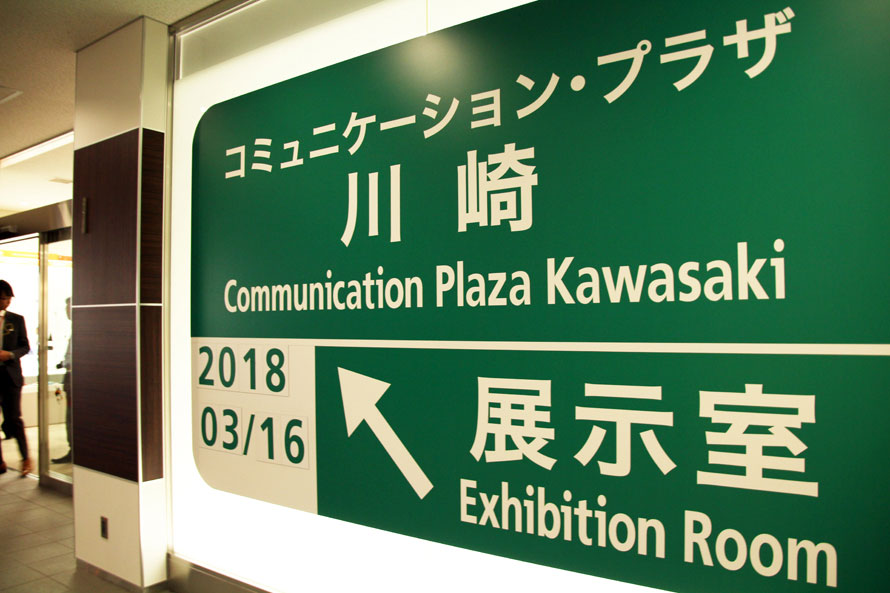 コミュニケーション・プラザ
川崎
Communication Plaza Kawasaki
2018
03/16
展示室
Exhibition Room